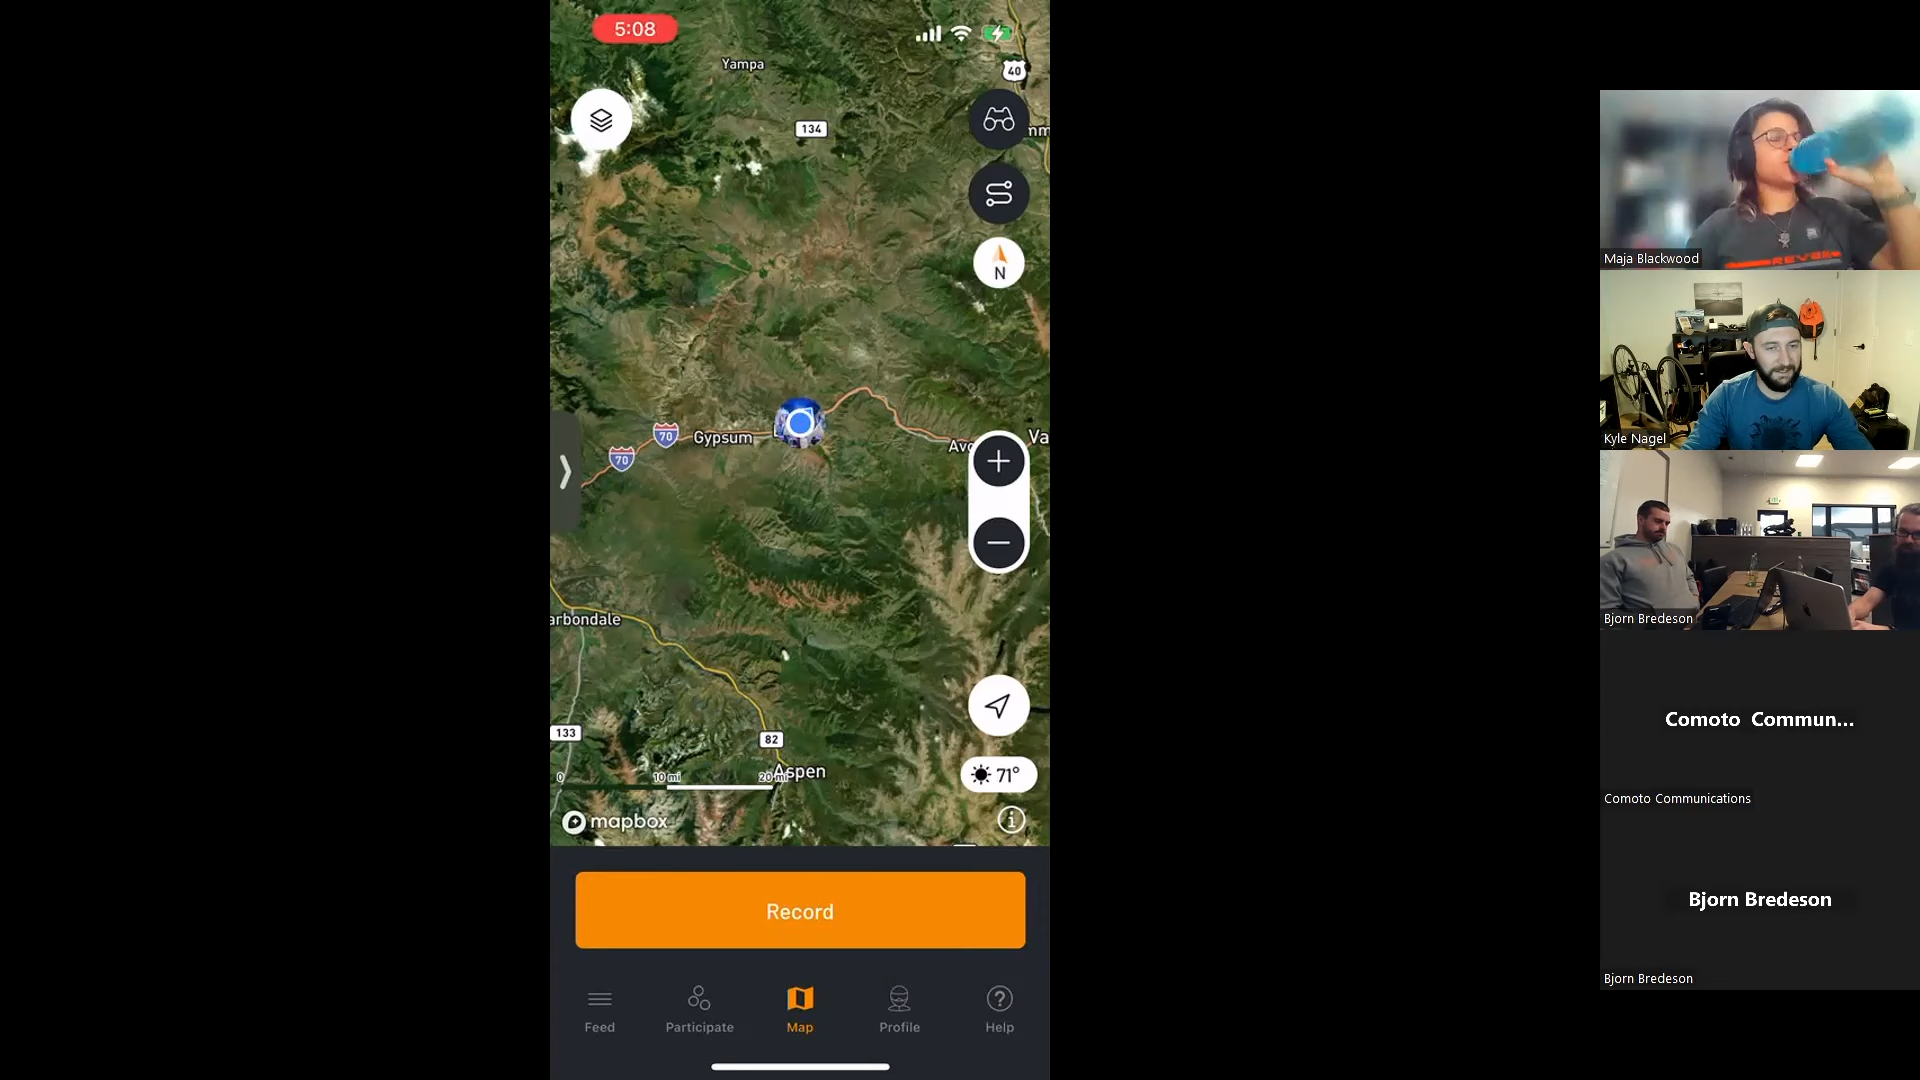 5:08
Yampa
40
134
N
70
Gypsum
70
Avo
Va
arbondale
133
82
0
10 mi
20 mi
Aspen
71°
mapbox
Record
Feed
Participate
Map
Profile
Help
Maja Blackwood
Kyle Nagel
Bjorn Bredeson
Comoto Commun...
Comoto Communications
Bjorn Bredeson
Bjorn Bredeson